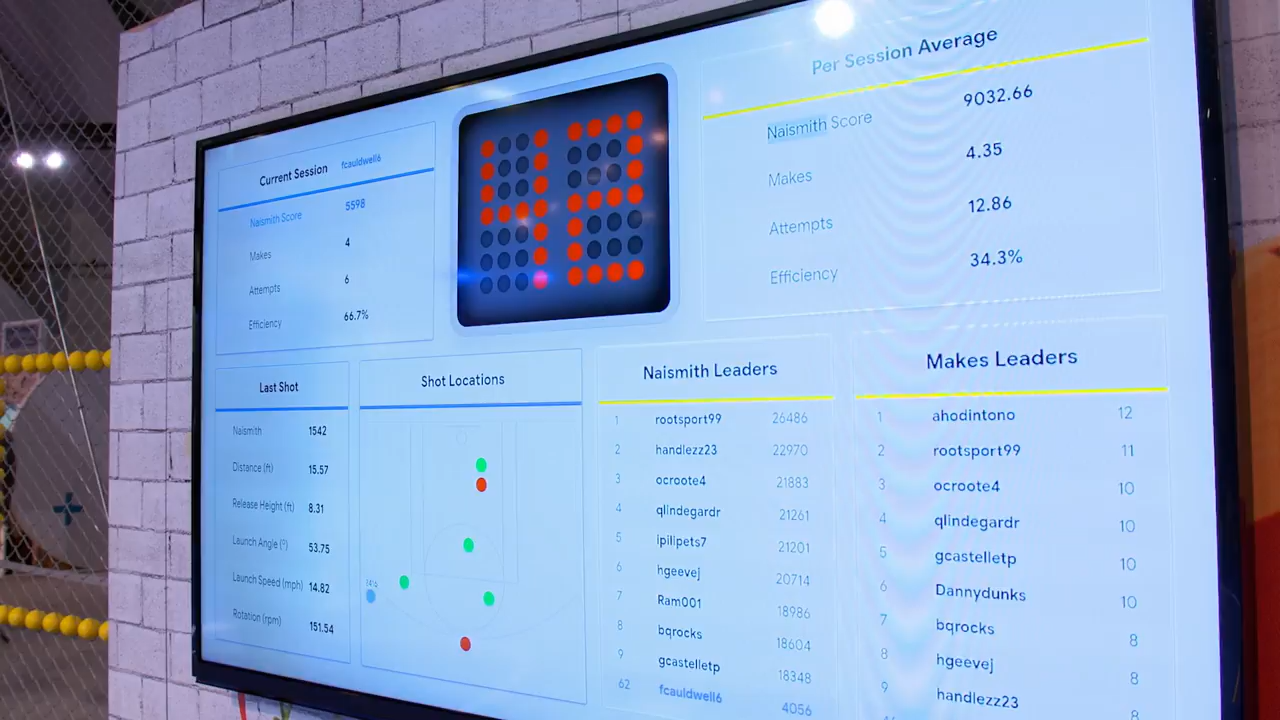 Per Session Average
Naismith Score 9032.66
Makes 4.35
Attempts 12.86
Efficiency 34.3%
Current Session fcauldwell6
Naismith Score 5598
Makes 4
Attempts 6
Efficiency 66.7%
42
Last Shot
Naismith 1542
Distance (ft) 15.57
Release Height (ft) 8.31
Launch Angle (°) 53.75
Launch Speed (mph) 14.82
Rotation (rpm) 151.54
Shot Locations
Naismith Leaders
1 rootsport99 26486
2 handlezz23 22970
3 ocroote4 21883
4 qlindegardr 21261
5 ipilipets7 21201
6 hgeevej 20714
7 Ram001 18986
8 bqrocks 18604
9 gcastelletp 18348
62 fcauldwell6 4056
Makes Leaders
1 ahodintono 12
2 rootsport99 11
3 ocroote4 10
4 qlindegardr 10
5 gcastelletp 10
6 Dannydunks 10
7 bqrocks 8
8 hgeevej 8
9 handlezz23 8